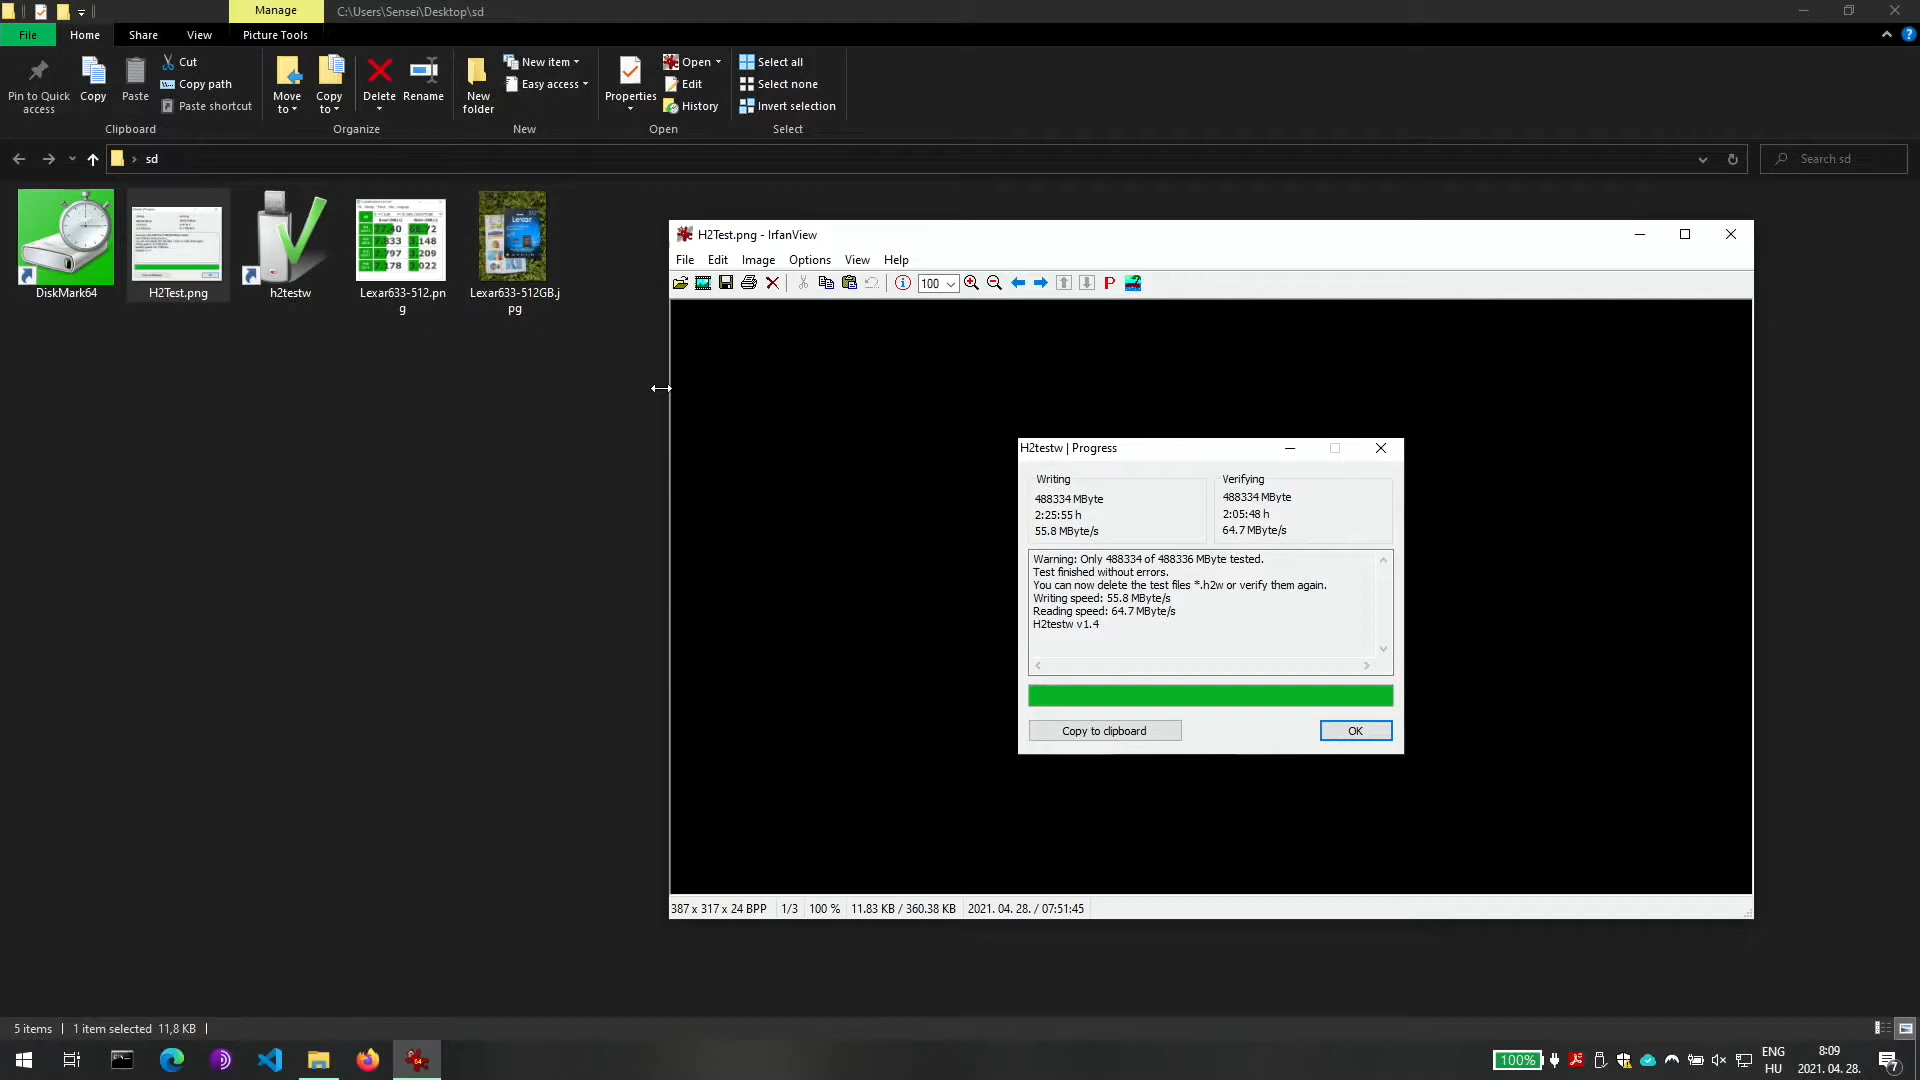 Manage
C:\Users\Sensei\Desktop\sd
File
Home
Share
View
Picture Tools
Pin to Quick
access
Copy
Paste
Cut
Copy path
Paste shortcut
Clipboard
Move
to
Copy
to
Delete
Rename
Organize
New
folder
New item
Easy access
New
Properties
Open
Edit
History
Open
Select all
Select none
Invert selection
Select
sd
Search sd
DiskMark64
H2Test.png
h2testw
Lexar633-512.pn
g
Lexar633-512GB.j
pg
H2Test.png - IrfanView
File
Edit
Image
Options
View
Help
100
P
H2testw | Progress
Writing
488334 MByte
2:25:55 h
55.8 MByte/s
Verifying
488334 MByte
2:05:48 h
64.7 MByte/s
Warning: Only 488334 of 488336 MByte tested.
Test finished without errors.
You can now delete the test files *.h2w or verify them again.
Writing speed: 55.8 MByte/s
Reading speed: 64.7 MByte/s
H2testw v1.4
Copy to clipboard
OK
387 x 317 x 24 BPP
1/3
100 %
11.83 KB / 360.38 KB
2021. 04. 28. / 07:51:45
5 items
1 item selected 11,8 KB
100%
ENG
HU
8:09
2021. 04. 28.
7